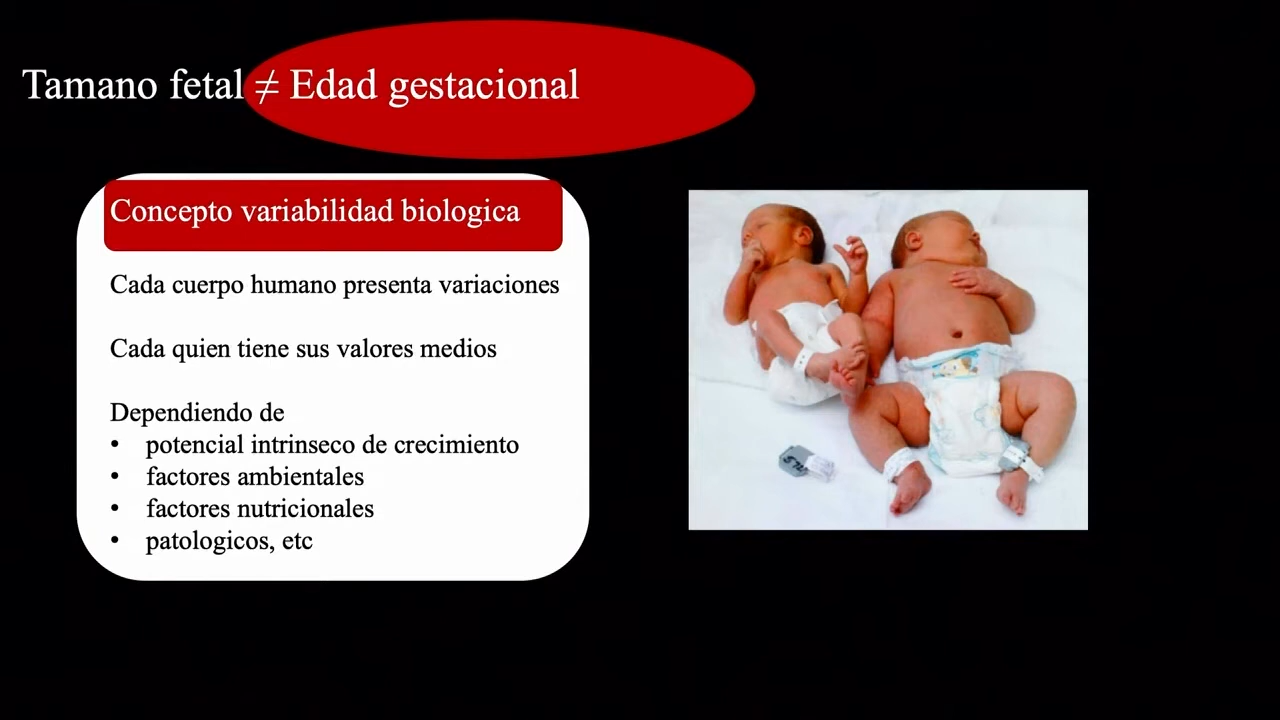 Tamano fetal ≠ Edad gestacional
Concepto variabilidad biologica
Cada cuerpo humano presenta variaciones
Cada quien tiene sus valores medios
Dependiendo de
• potencial intrinseco de crecimiento
• factores ambientales
• factores nutricionales
• patologicos, etc